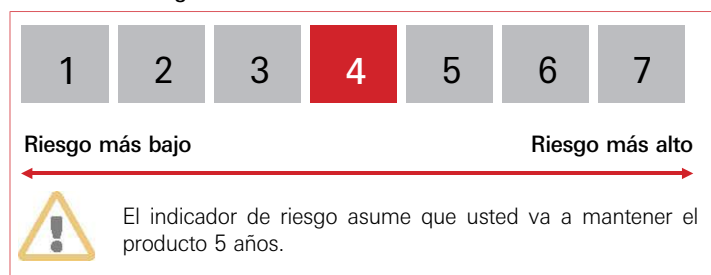 1 2 3 4 5 6 7
Riesgo más bajo Riesgo más alto
El indicador de riesgo asume que usted va a mantener el
producto 5 años.